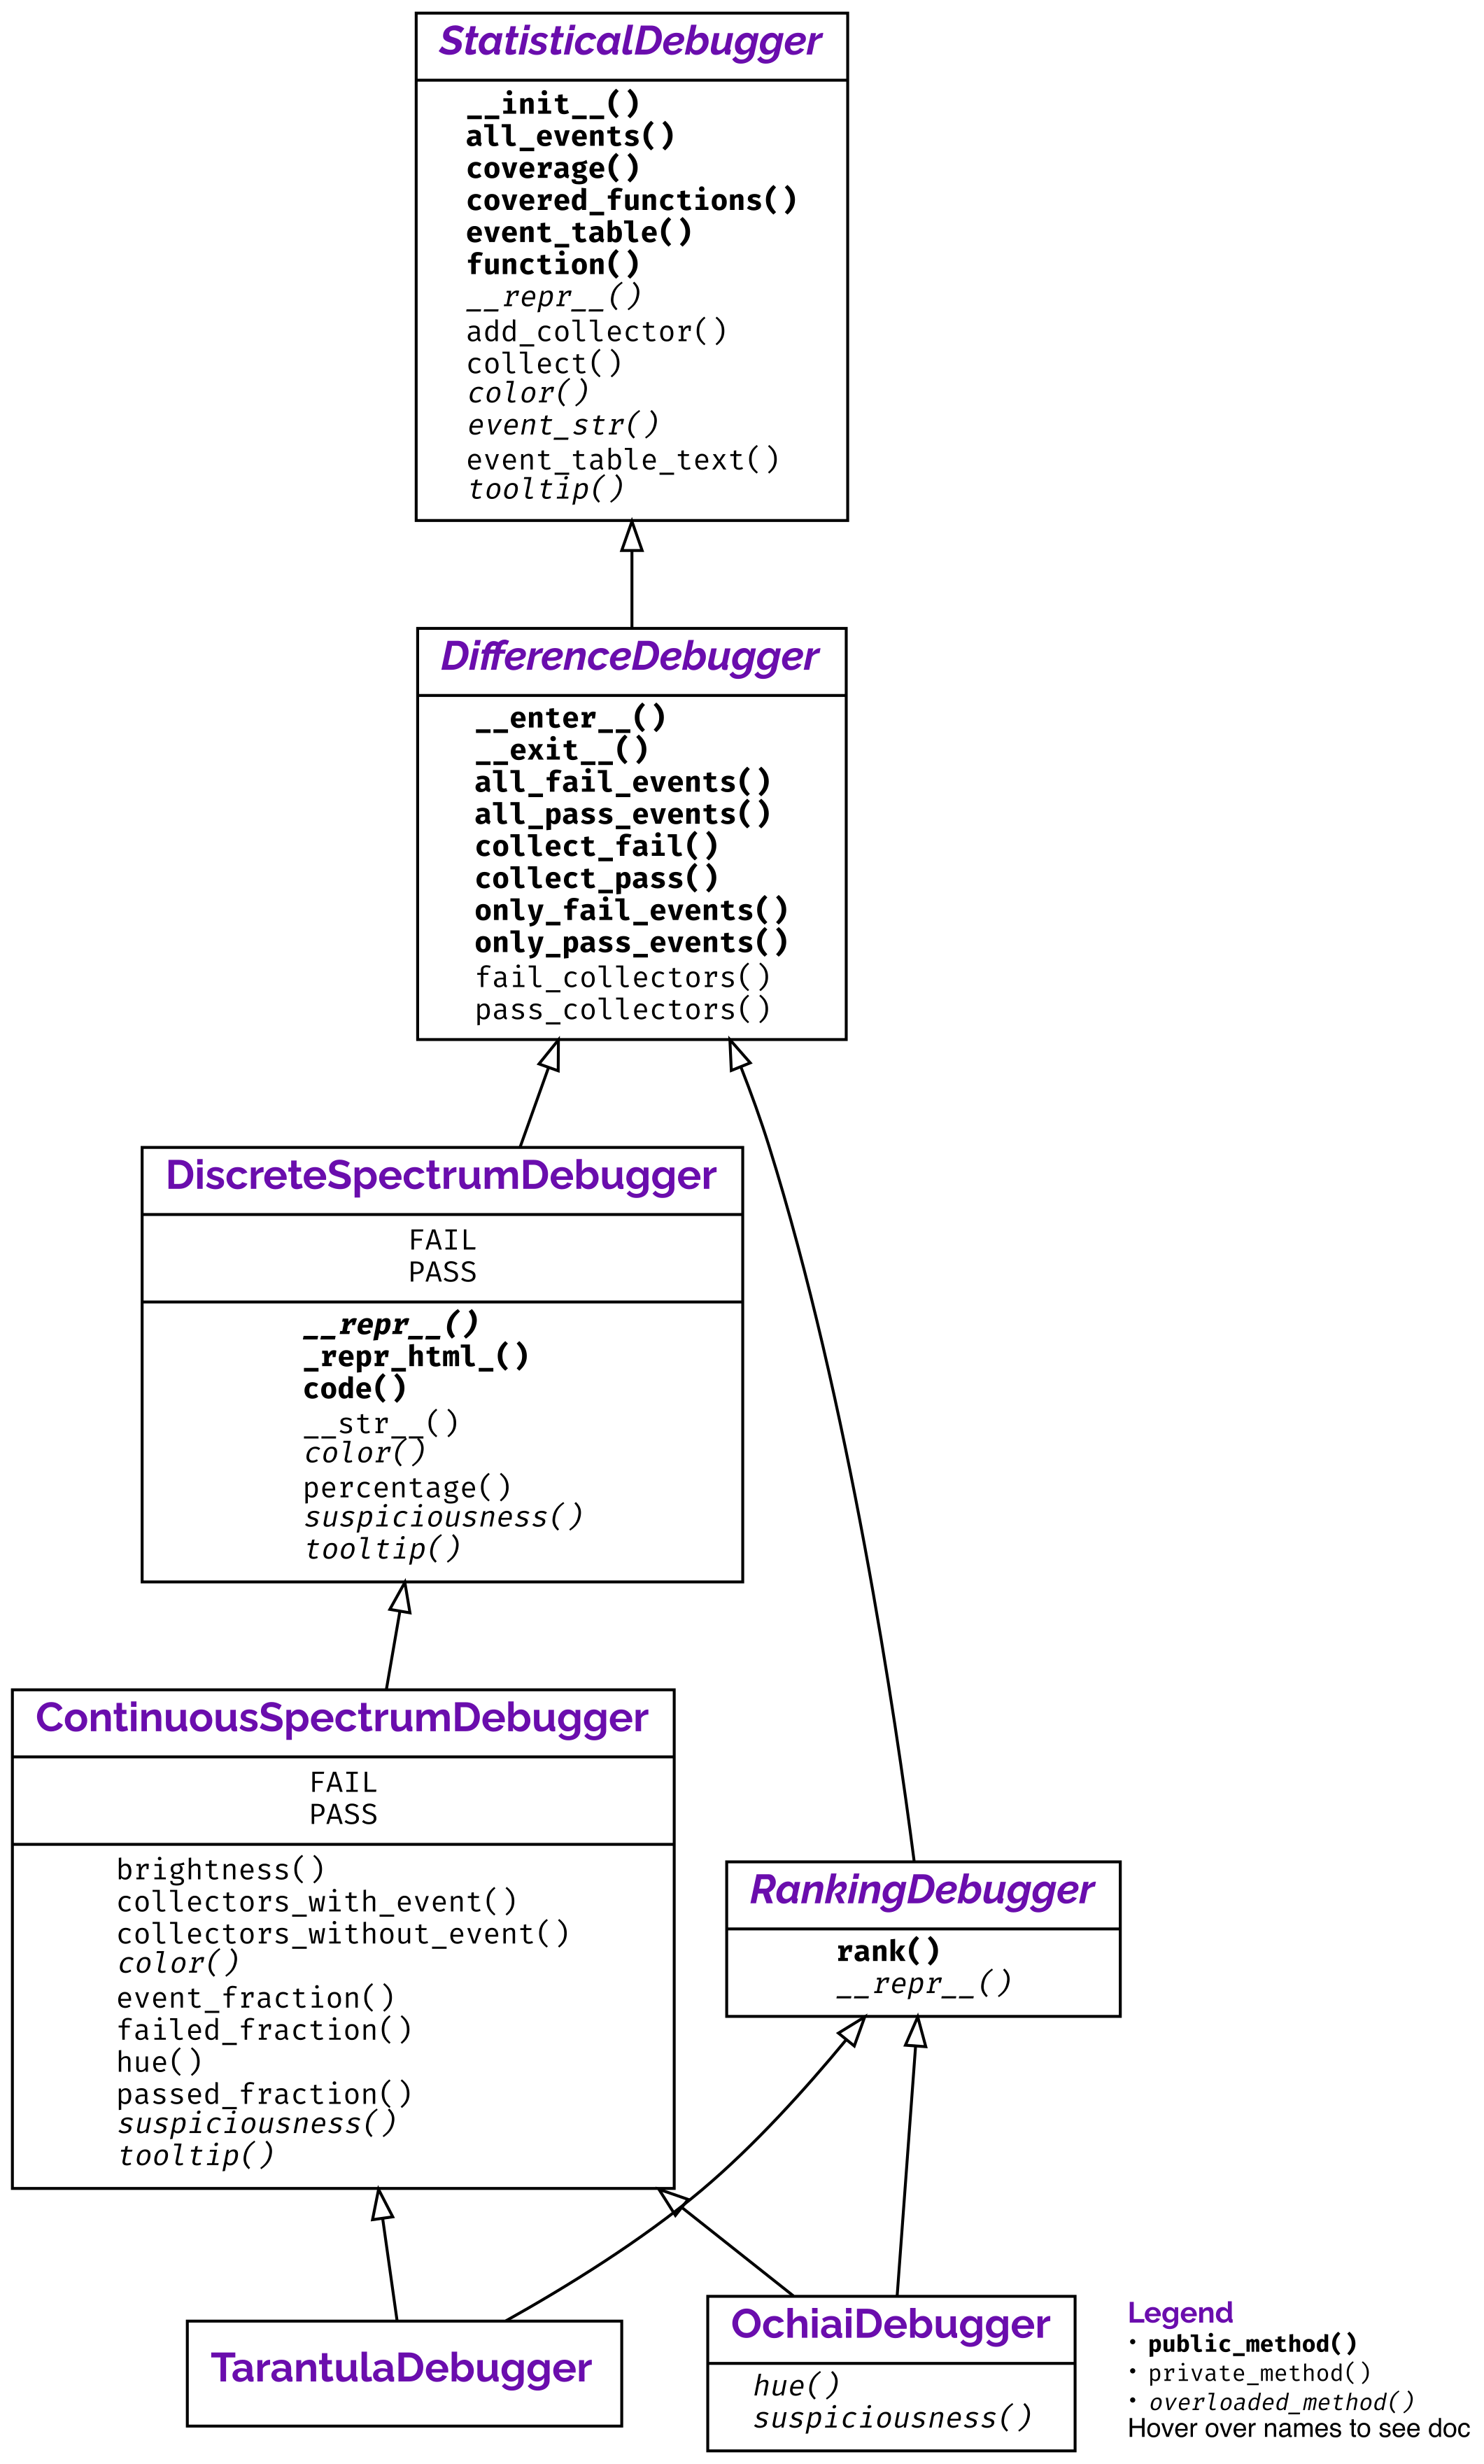 StatisticalDebugger
__init__()
all_events()
coverage()
covered_functions()
event_table()
function()
__repr__()
add_collector()
collect()
color()
event_str()
event_table_text()
tooltip()
DifferenceDebugger
__enter__()
__exit__()
all_fail_events()
all_pass_events()
collect_fail()
collect_pass()
only_fail_events()
only_pass_events()
fail_collectors()
pass_collectors()
DiscreteSpectrumDebugger
FAIL
PASS
__repr__()
_repr_html_()
code()
__str__()
color()
percentage()
suspiciousness()
tooltip()
ContinuousSpectrumDebugger
FAIL
PASS
brightness()
collectors_with_event()
collectors_without_event()
color()
event_fraction()
failed_fraction()
hue()
passed_fraction()
suspiciousness()
tooltip()
RankingDebugger
rank()
__repr__()
TarantulaDebugger
OchiaiDebugger
hue()
suspiciousness()
Legend
• public_method()
• private_method()
• overloaded_method()
Hover over names to see doc